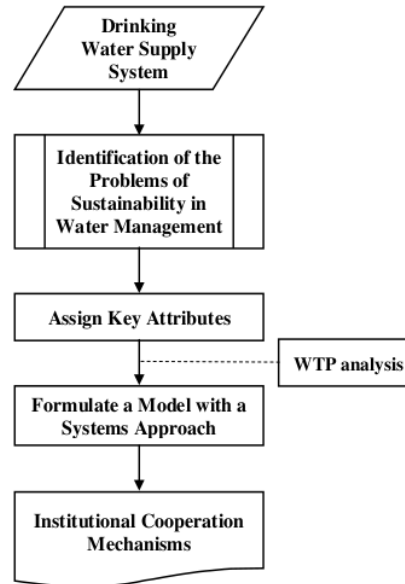 Drinking
Water Supply
System
Identification of the
Problems of
Sustainability in
Water Management
Assign Key Attributes
WTP analysis
Formulate a Model with a
Systems Approach
Institutional Cooperation
Mechanisms